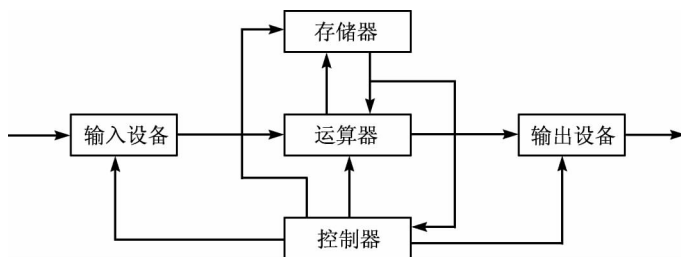 存储器
输入设备
运算器
输出设备
控制器